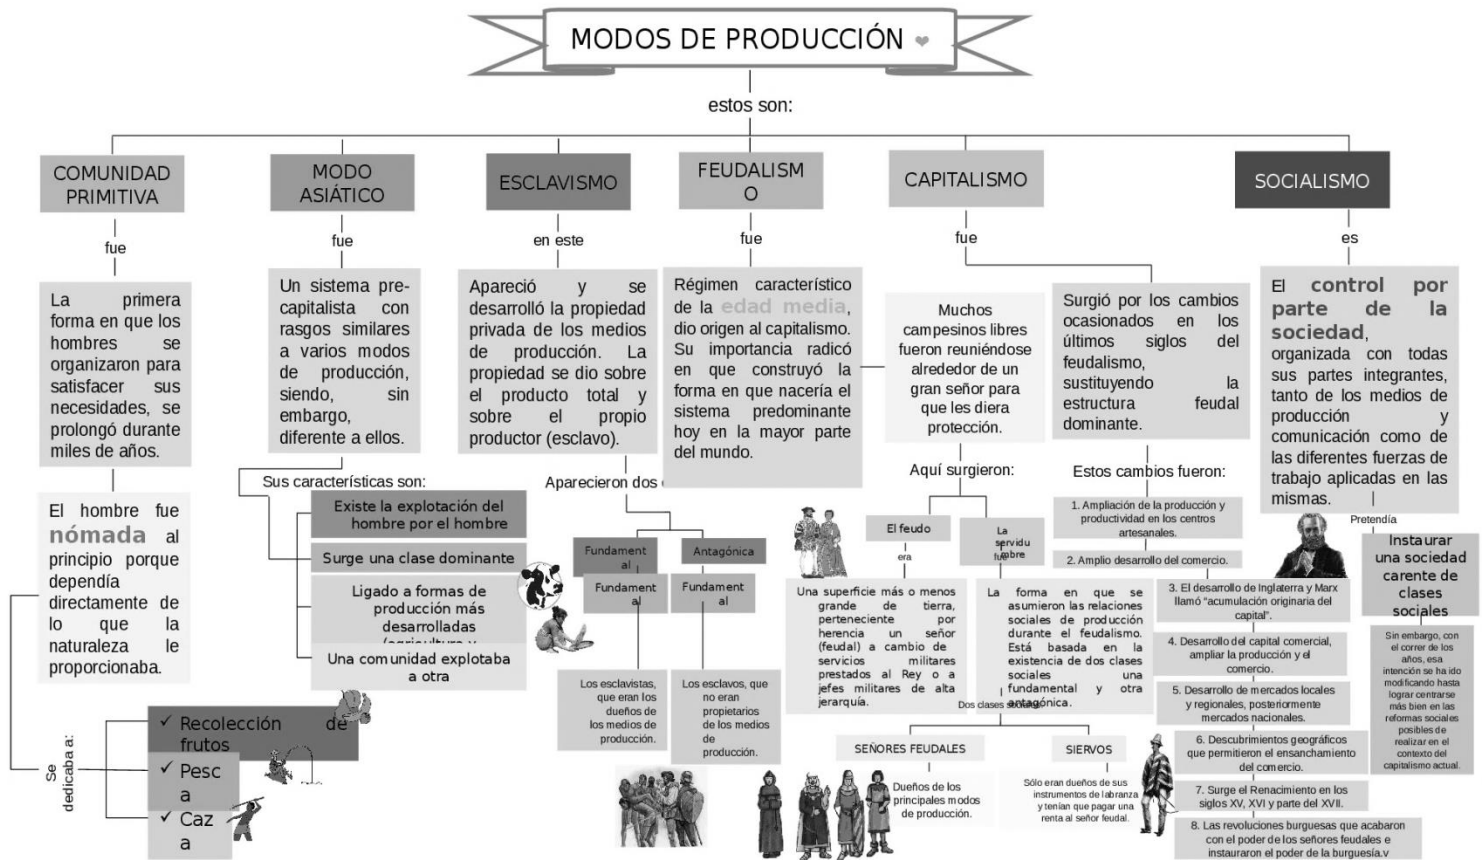 MODOS DE PRODUCCIÓN ❤
estos son:
COMUNIDAD
PRIMITIVA
fue
La primera
forma en que los
hombres se
organizaron para
satisfacer sus
necesidades, se
prolongó durante
miles de años.
El hombre fue
nómada al
principio porque
dependía
directamente de
lo que la
naturaleza le
proporcionaba.
Se
dedicaba a:
✓ Recolección de
frutos
✓ Pesc
a
✓ Caz
a
MODO
ASIÁTICO
fue
Un sistema pre-
capitalista con
rasgos similares
a varios modos
de producción,
siendo, sin
embargo,
diferente a ellos.
Sus características son:
Existe la explotación del
hombre por el hombre
Surge una clase dominante
Ligado a formas de
producción más
desarrolladas
(agricultura y
Una comunidad explotaba
a otra
ESCLAVISMO
en este
Apareció y se
desarrolló la propiedad
privada de los medios
de producción. La
propiedad se dio sobre
el producto total y
sobre el propio
productor (esclavo).
Aparecieron dos
Fundament
al
Antagónica
Fundament
al
Fundament
al
Los esclavistas,
que eran los
dueños de
los medios de
producción.
Los esclavos, que
no eran
propietarios
de los medios
de
producción.
FEUDALISM
O
fue
Régimen característico
de la edad media,
dio origen al capitalismo.
Su importancia radicó
en que construyó la
forma en que nacería el
sistema predominante
hoy en la mayor parte
del mundo.
Muchos
campesinos libres
fueron reuniéndose
alrededor de un
gran señor para
que les diera
protección.
Aquí surgieron:
El feudo
era
Una superficie más o menos
grande de tierra,
perteneciente por
herencia un señor
(feudal) a cambio de
servicios militares
prestados al Rey o a
jefes militares de alta
jerarquía.
La
servidu
mbre
fue
La forma en que se
asumieron las relaciones
sociales de producción
durante el feudalismo.
Está basada en la
existencia de dos clases
sociales una
fundamental y otra
antagónica.
Dos clases sociales
SEÑORES FEUDALES
Dueños de los
principales modos
de producción.
SIERVOS
Sólo eran dueños de sus
instrumentos de labranza
y tenían que pagar una
renta al señor feudal.
CAPITALISMO
fue
Surgió por los cambios
ocasionados en los
últimos siglos del
feudalismo,
sustituyendo la
estructura feudal
dominante.
Estos cambios fueron:
1. Ampliación de la producción y
productividad en los centros
artesanales.
2. Amplio desarrollo del comercio.
3. El desarrollo de Inglaterra y Marx
llamó “acumulación originaria del
capital”.
4. Desarrollo del capital comercial,
ampliar la producción y el
comercio.
5. Desarrollo de mercados locales
y regionales, posteriormente
mercados nacionales.
6. Descubrimientos geográficos
que permitieron el ensanchamiento
del comercio.
7. Surge el Renacimiento en los
siglos XV, XVI y parte del XVII.
8. Las revoluciones burguesas que acabaron
con el poder de los señores feudales e
instauraron el poder de la burguesía.v
SOCIALISMO
es
El control por
parte de la
sociedad,
organizada con todas
sus partes integrantes,
tanto de los medios de
producción y
comunicación como de
las diferentes fuerzas de
trabajo aplicadas en las
mismas.
Pretendía
Instaurar
una sociedad
carente de
clases
sociales
Sin embargo, con
el correr de los
años, esa
intención se ha ido
modificando hasta
lograr centrarse
más bien en las
reformas sociales
posibles de
realizar en el
contexto del
capitalismo actual.